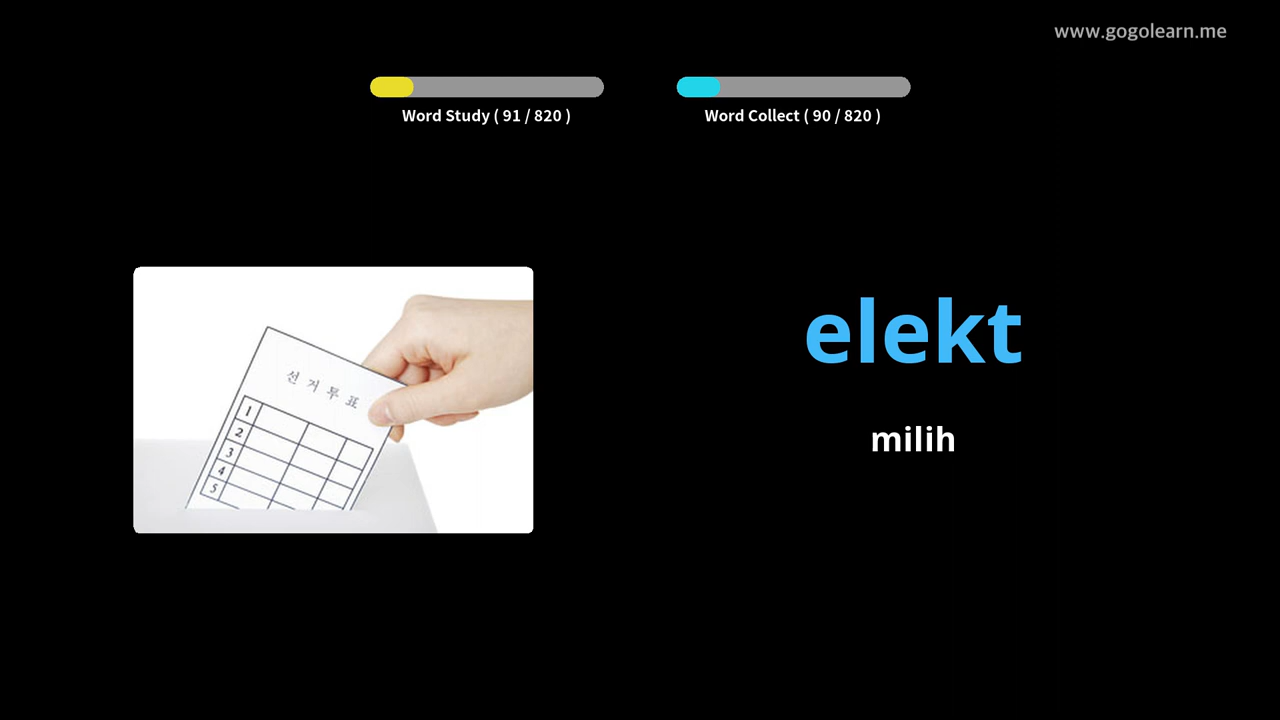 www.gogolearn.me
Word Study ( 91 / 820 )
Word Collect ( 90 / 820 )
선거투표
1
2
3
4
5
elekt
milih